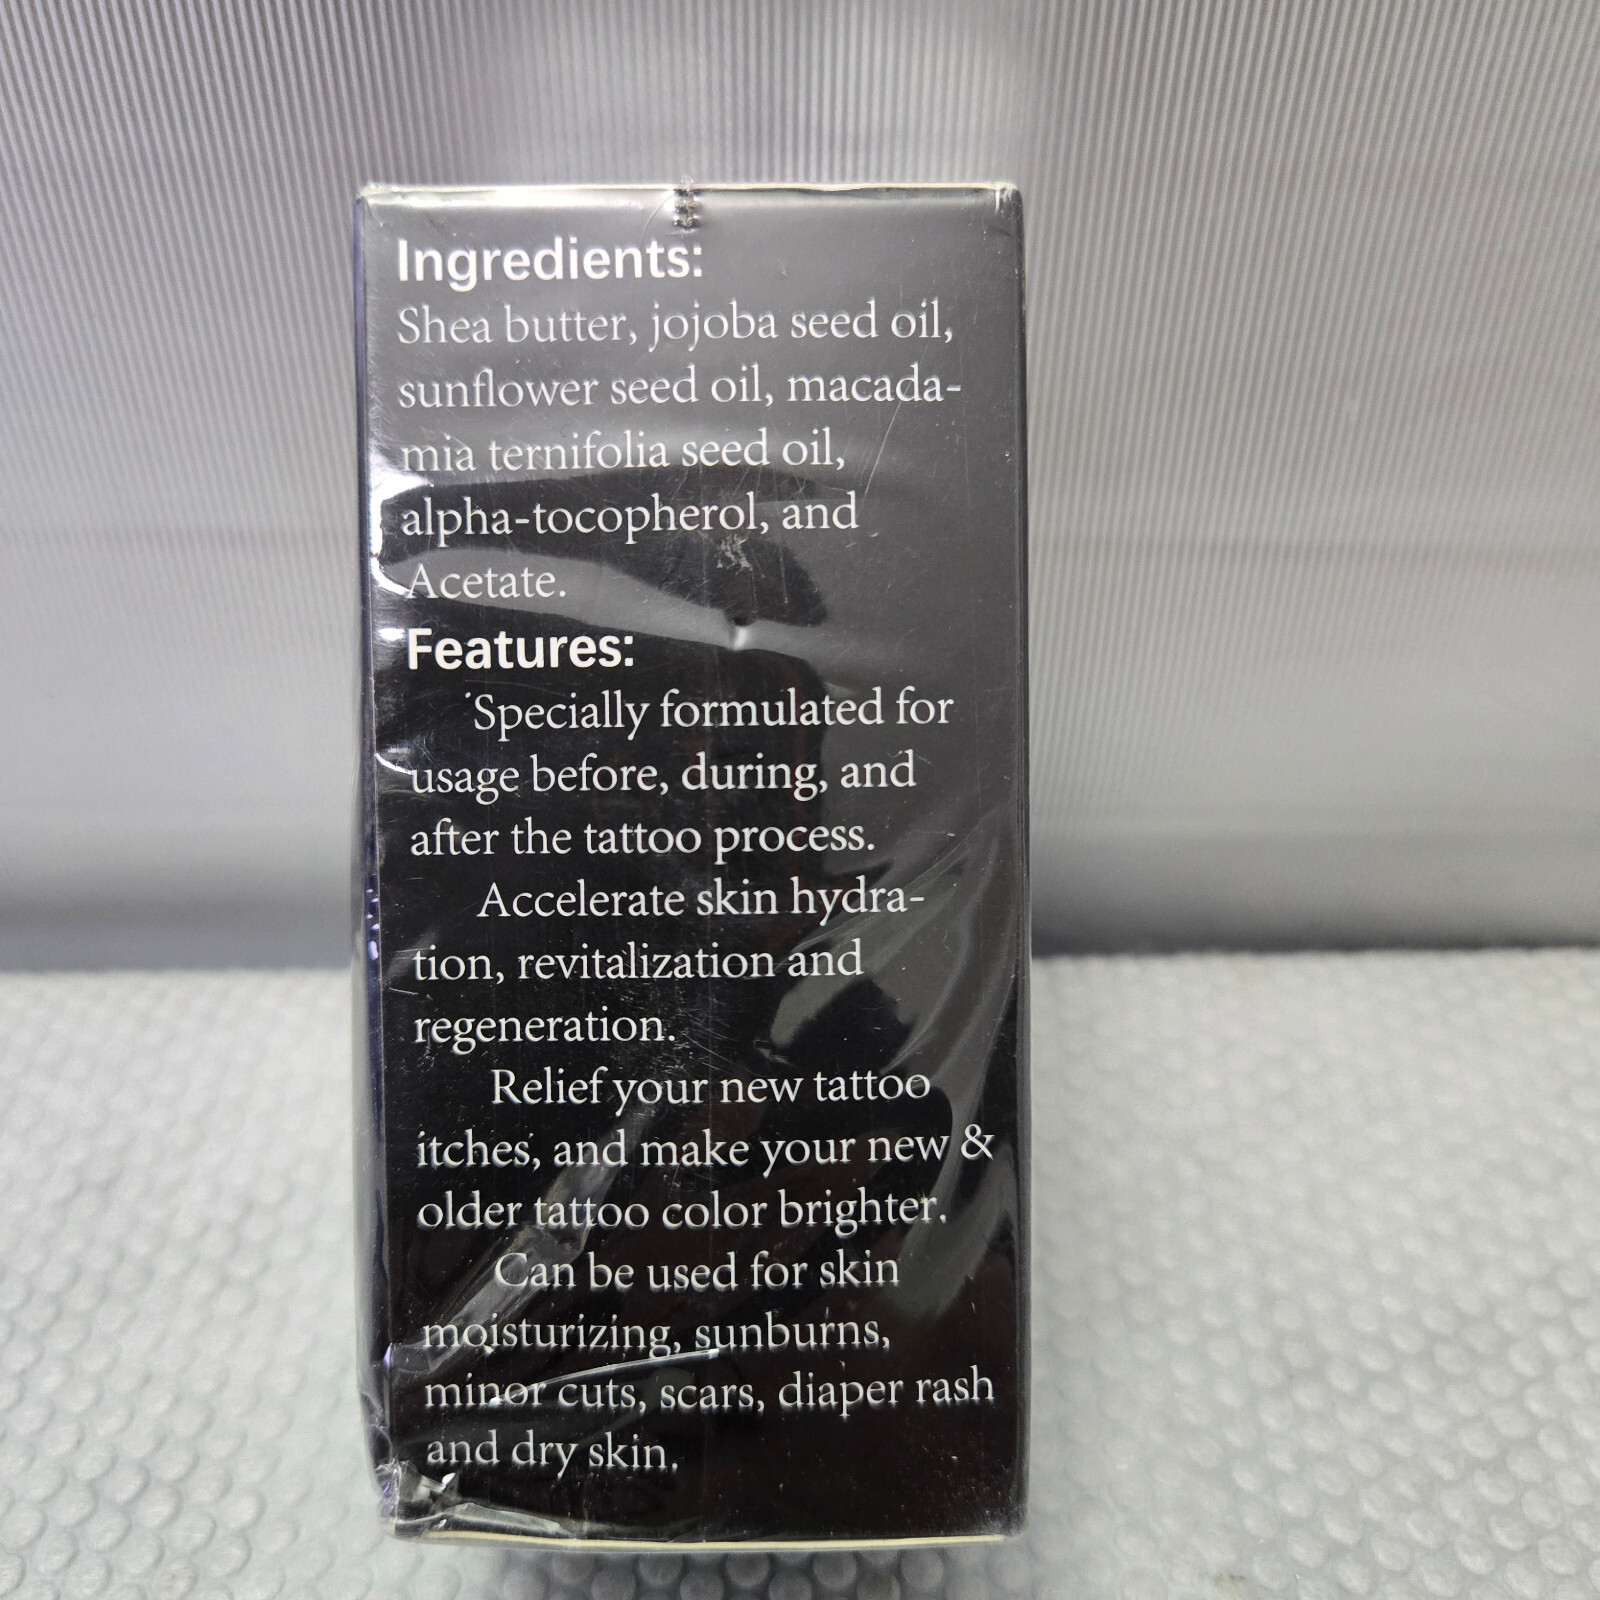 Ingredients:
Shea butter, jojoba seed oil,
sunflower seed oil, macada-
mia ternifolia seed oil,
alpha-tocopherol, and
Acetate.
Features:
Specially formulated for
usage before, during, and
after the tattoo process.
Accelerate skin hydra-
tion, revitalization and
regeneration.
Relief your new tattoo
itches, and make your new &
older tattoo color brighter.
Can be used for skin
moisturizing, sunburns,
minor cuts, scars, diaper rash
and dry skin.